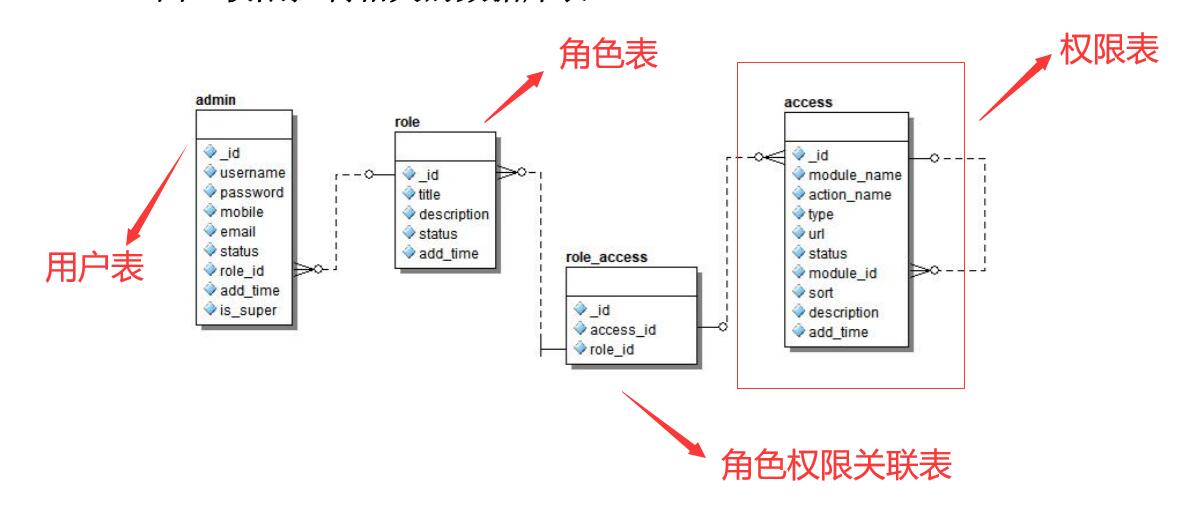 角色表
权限表
admin
_id
username
password
mobile
email
status
role_id
add_time
is_super
用户表
role
_id
title
description
status
add_time
role_access
_id
access_id
role_id
access
_id
module_name
action_name
type
url
status
module_id
sort
description
add_time
角色权限关联表